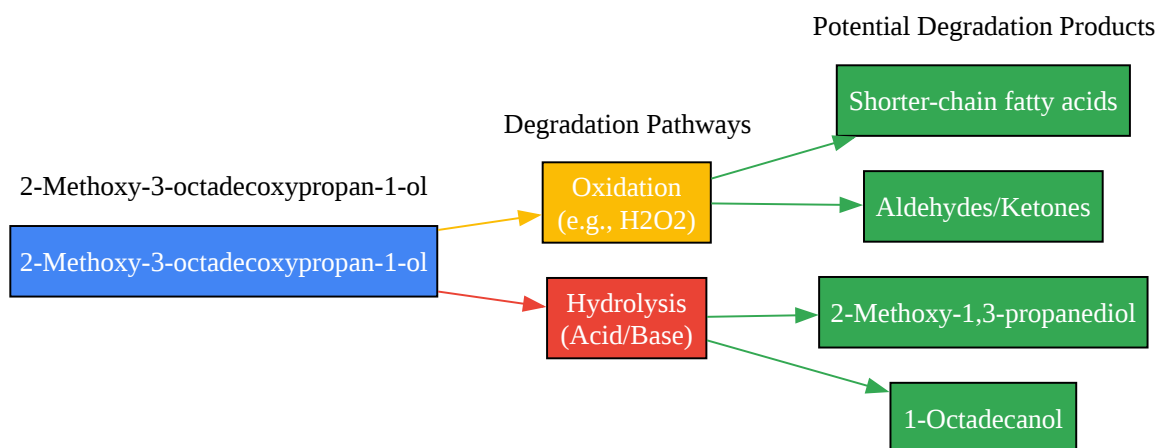 Potential Degradation Products
Shorter-chain fatty acids
Degradation Pathways
2-Methoxy-3-octadecoxypropan-1-ol
Oxidation
(e.g., H2O2)
Aldehydes/Ketones
2-Methoxy-3-octadecoxypropan-1-ol
Hydrolysis
(Acid/Base)
2-Methoxy-1,3-propanediol
1-Octadecanol